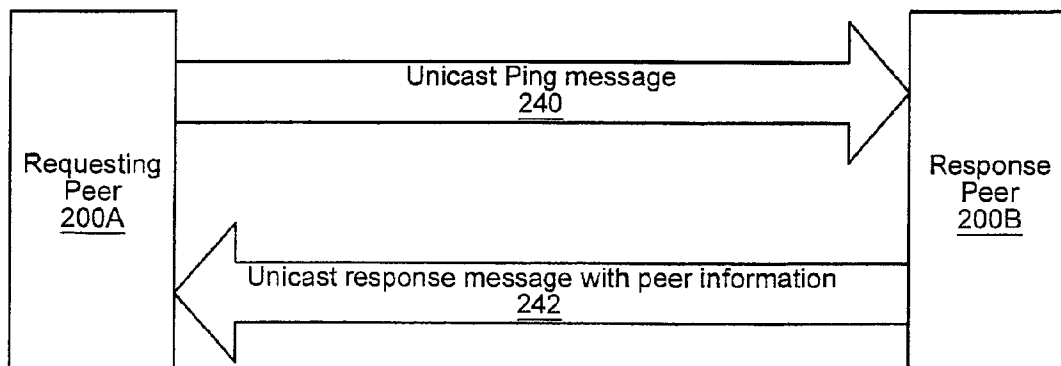 Unicast Ping message
240
Requesting
Peer
200A
Response
Peer
200B
Unicast response message with peer information
242